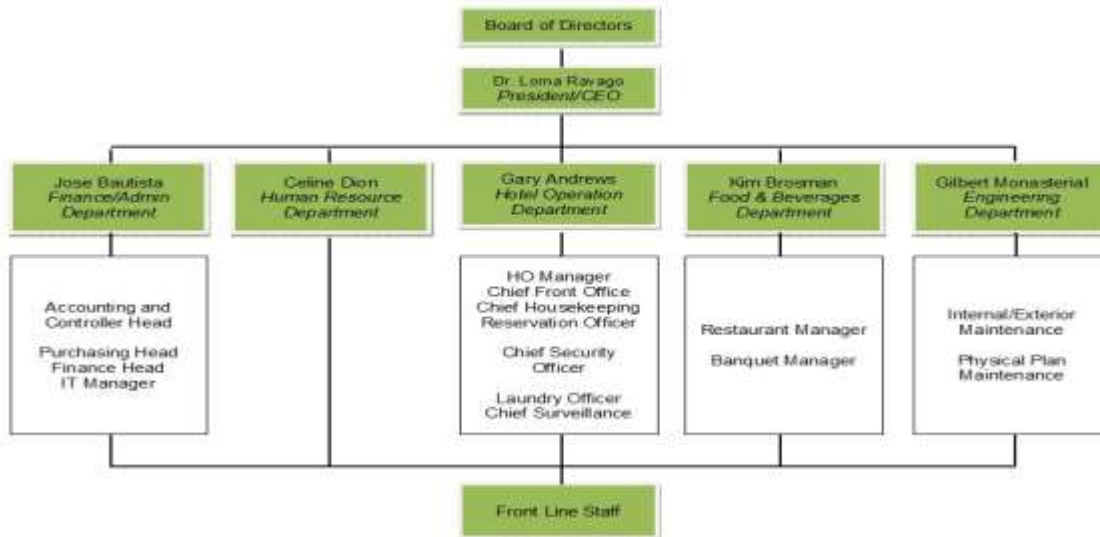 Board of Directors
Dr. Lorna Ravago
President/CEO
Jose Bautista
Finance/Admin
Department
Celine Dion
Human Resource
Department
Gary Andrews
Hotel Operation
Department
Kim Brosman
Food & Beverages
Department
Gilbert Monasterial
Engineering
Department
Accounting and
Controller Head
Purchasing Head
Finance Head
IT Manager
HO Manager
Chief Front Office
Chief Housekeeping
Reservation Officer
Chief Security
Officer
Laundry Officer
Chief Surveillance
Restaurant Manager
Banquet Manager
Internal/Exterior
Maintenance
Physical Plan
Maintenance
Front Line Staff